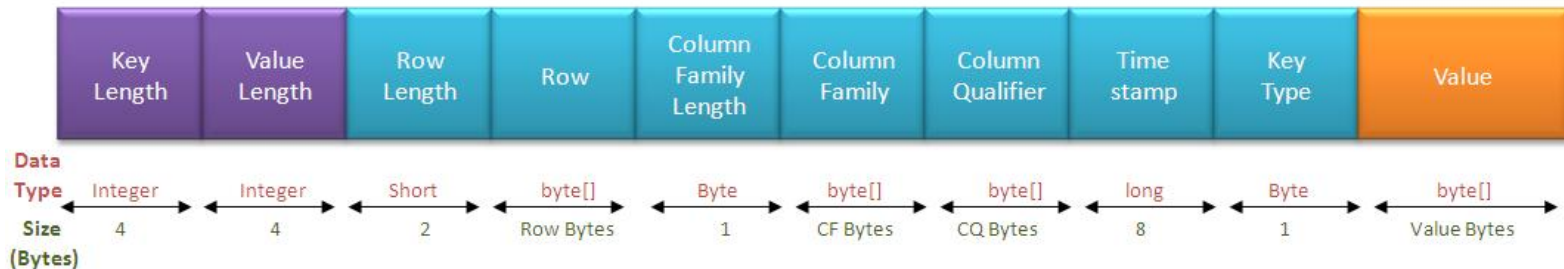 Key Length
Value Length
Row Length
Row
Column Family Length
Column Family
Column Qualifier
Time stamp
Key Type
Value
Data Type
Integer
Integer
Short
byte[]
Byte
byte[]
byte[]
long
Byte
byte[]
Size (Bytes)
4
4
2
Row Bytes
1
CF Bytes
CQ Bytes
8
1
Value Bytes